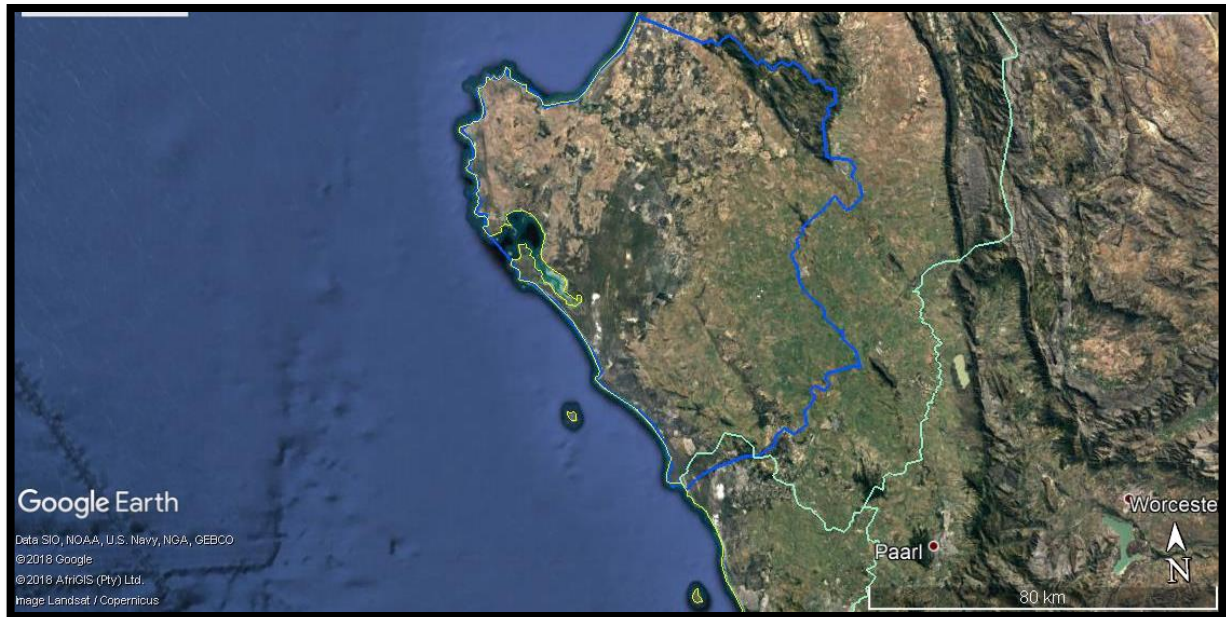 Google Earth
Data SIO, NOAA, U.S. Navy, NGA, GEBCO
©2018 Google
©2018 AfriGIS (Pty) Ltd.
Image Landsat / Copernicus
Worceste
Paarl
N
80 km